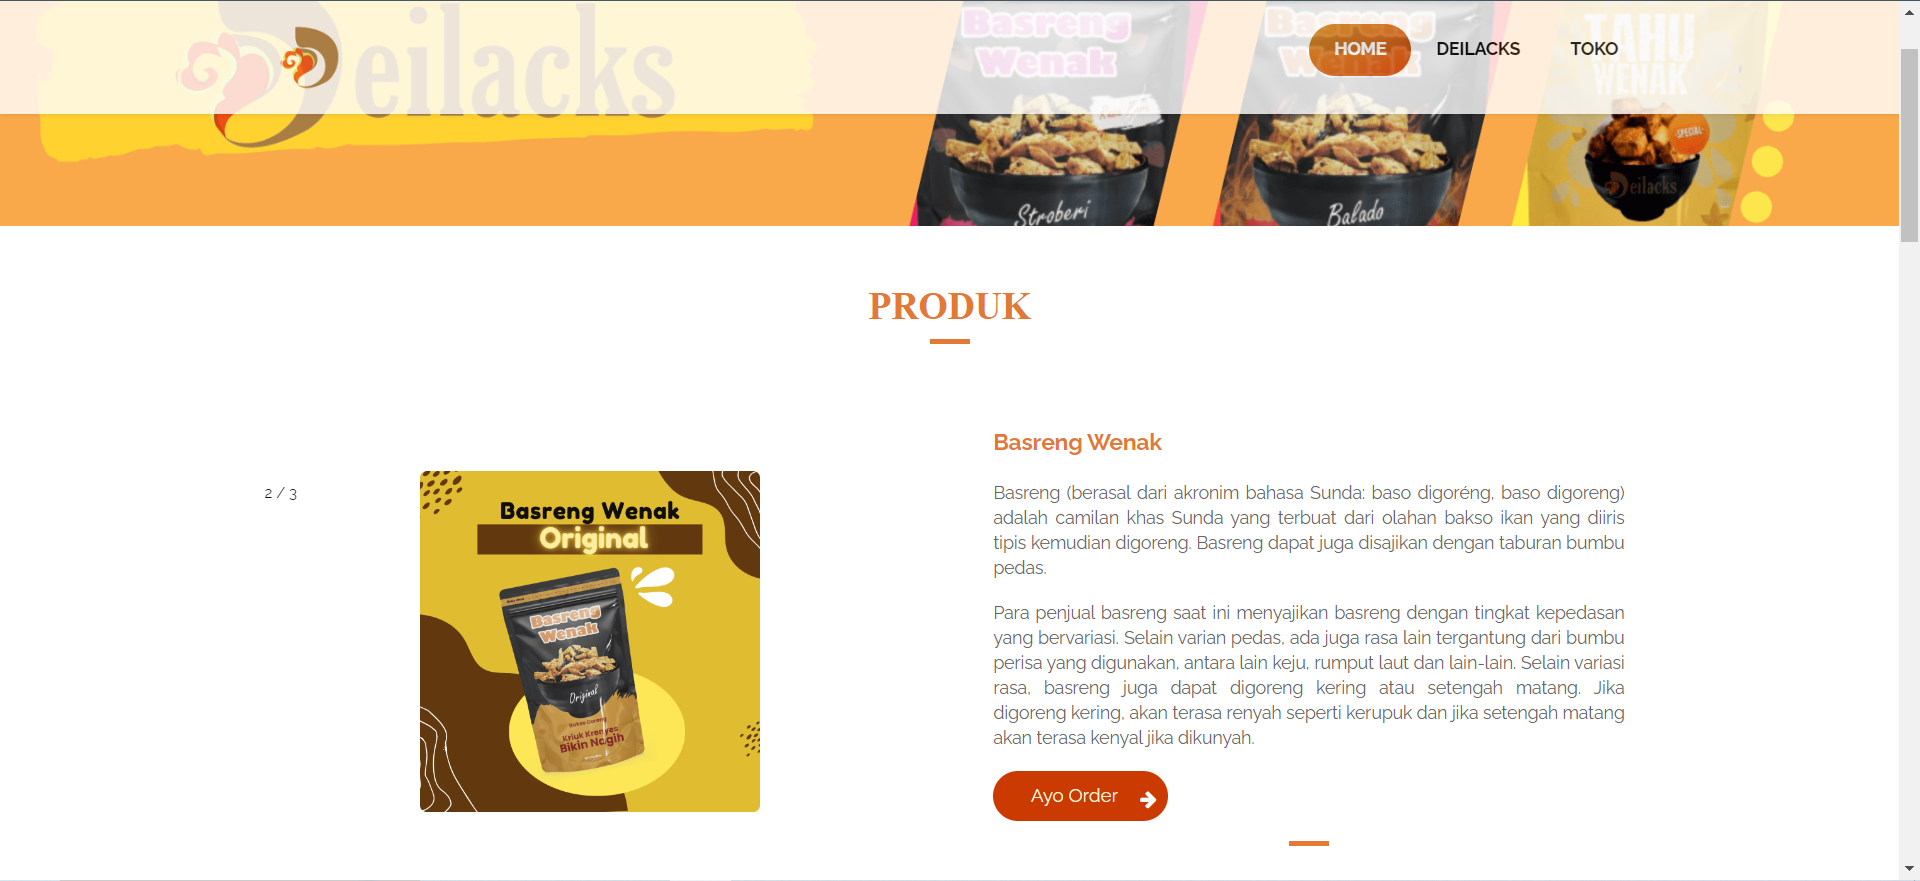 eilacks
HOME
DEILACKS
TOKO
Basreng
Wenak
Stroberi
Basreng
Wenak
Balado
TAHU
WENAK
SPECIAL
eilacks
PRODUK
2 / 3
Basreng Wenak
Original
Basreng
Wenak
Original
Kriuk Krenyes
Bikin Nagih
Basreng Wenak
Basreng (berasal dari akronim bahasa Sunda: baso digoréng, baso digoreng)
adalah camilan khas Sunda yang terbuat dari olahan bakso ikan yang diiris
tipis kemudian digoreng. Basreng dapat juga disajikan dengan taburan bumbu
pedas.
Para penjual basreng saat ini menyajikan basreng dengan tingkat kepedasan
yang bervariasi. Selain varian pedas, ada juga rasa lain tergantung dari bumbu
perisa yang digunakan, antara lain keju, rumput laut dan lain-lain. Selain variasi
rasa, basreng juga dapat digoreng kering atau setengah matang. Jika
digoreng kering, akan terasa renyah seperti kerupuk dan jika setengah matang
akan terasa kenyal jika dikunyah.
Ayo Order